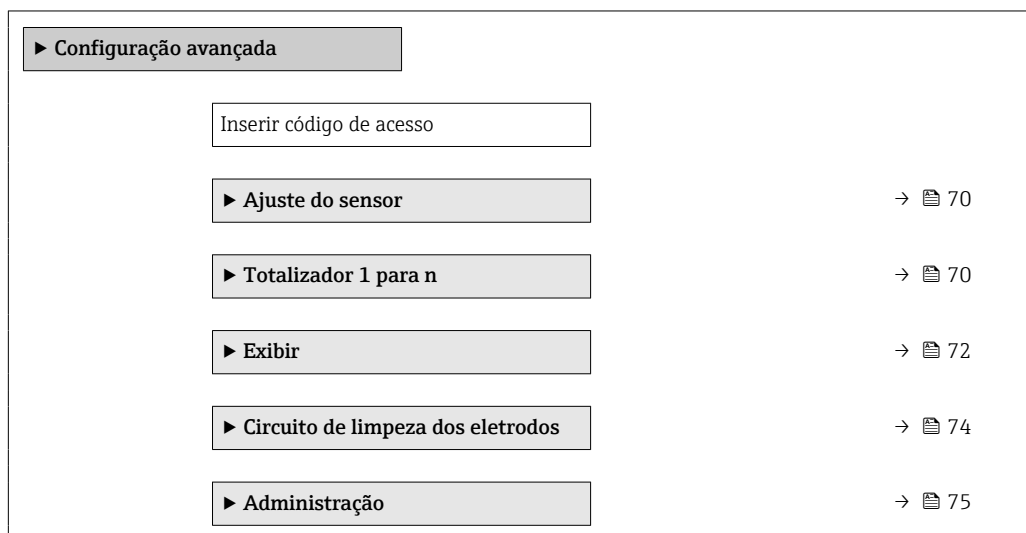 ▶ Configuração avançada
Inserir código de acesso
▶ Ajuste do sensor → 70
▶ Totalizador 1 para n → 70
▶ Exibir → 72
▶ Circuito de limpeza dos eletrodos → 74
▶ Administração → 75